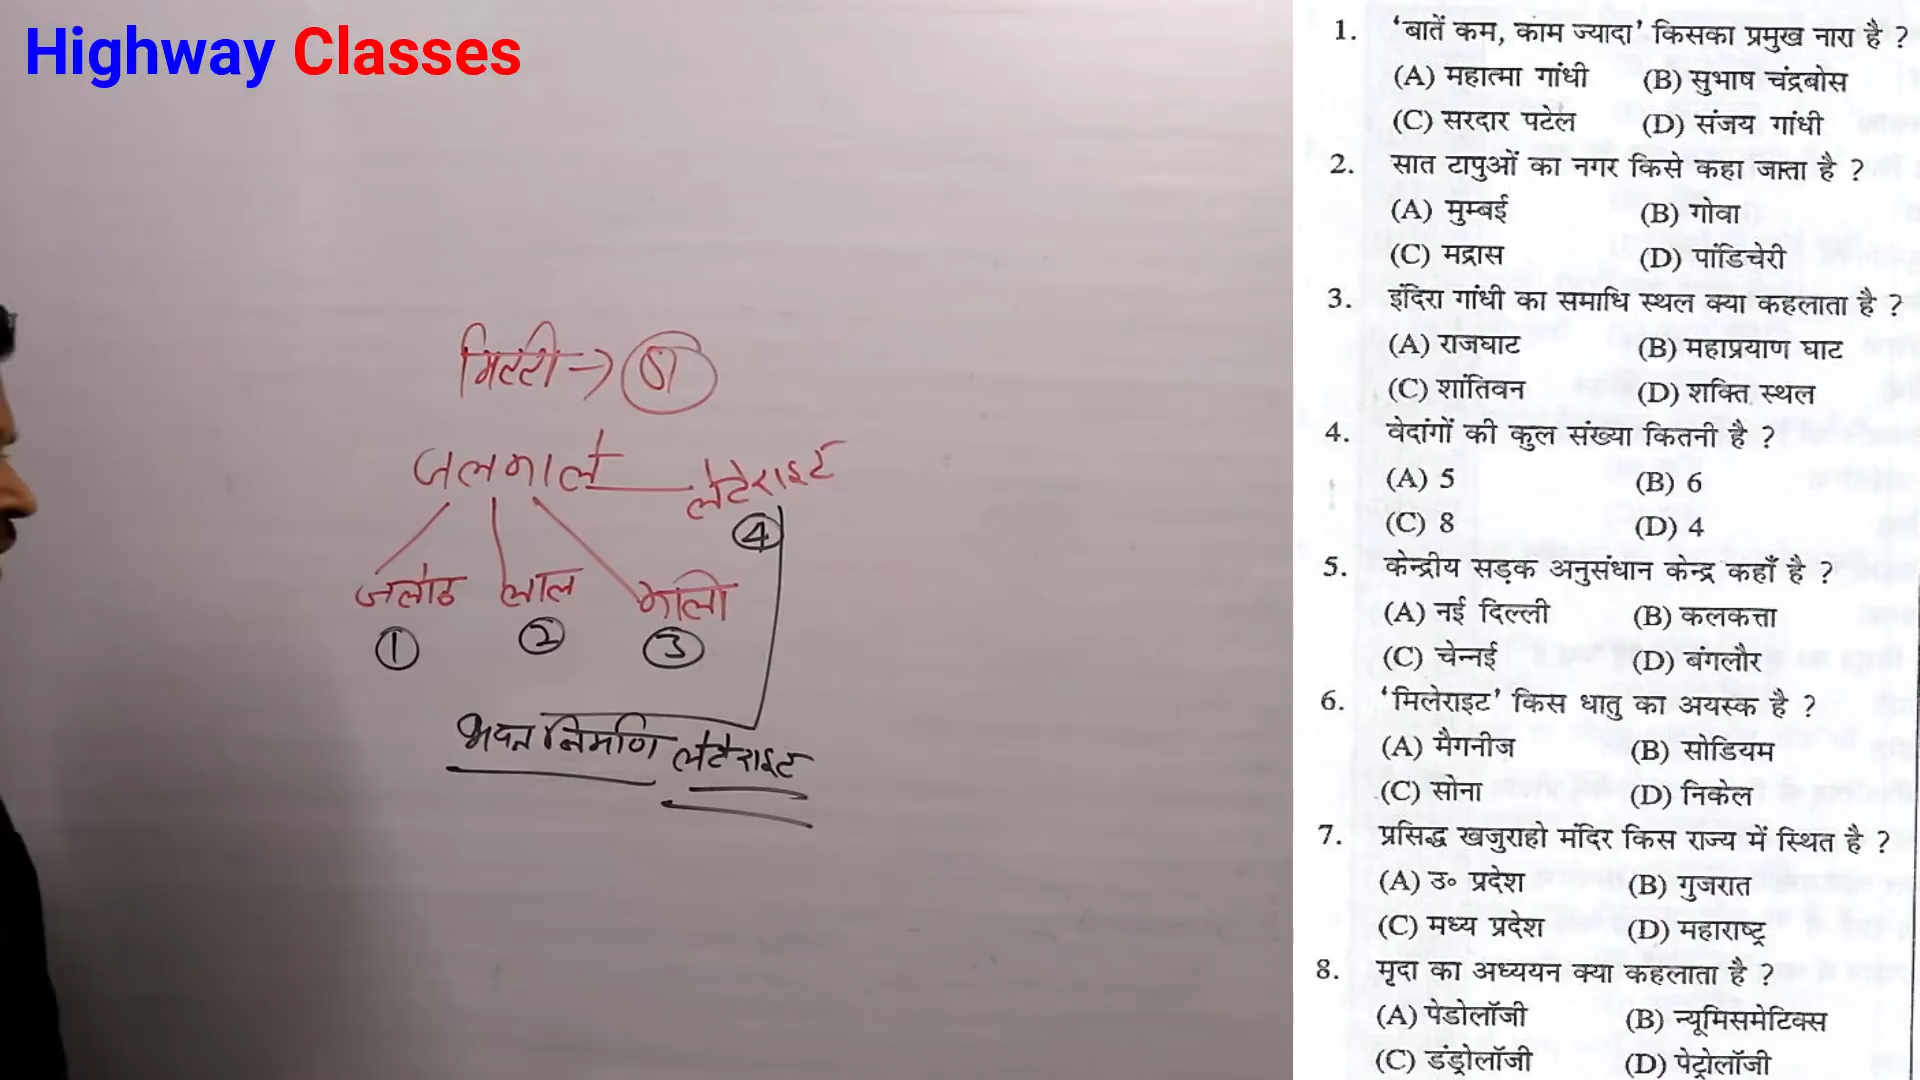 Highway Classes
मिटटी → 8
जलमाले लेटेराइट
4
जलोढ लाल काली
1 2 3
भवन निर्माण लेटेराइट
1. ‘बातें कम, काम ज्यादा’ किसका प्रमुख नारा है ?
(A) महात्मा गांधी (B) सुभाष चंद्रबोस
(C) सरदार पटेल (D) संजय गांधी
2. सात टापुओं का नगर किसे कहा जाता है ?
(A) मुम्बई (B) गोवा
(C) मद्रास (D) पांडिचेरी
3. इंदिरा गांधी का समाधि स्थल क्या कहलाता है ?
(A) राजघाट (B) महाप्रयाण घाट
(C) शांतिवन (D) शक्ति स्थल
4. वेदांगों की कुल संख्या कितनी है ?
(A) 5 (B) 6
(C) 8 (D) 4
5. केन्द्रीय सड़क अनुसंधान केन्द्र कहाँ है ?
(A) नई दिल्ली (B) कलकत्ता
(C) चेन्नई (D) बंगलौर
6. ‘मिलेराइट’ किस धातु का अयस्क है ?
(A) मैगनीज़ (B) सोडियम
(C) सोना (D) निकेल
7. प्रसिद्ध खजुराहो मंदिर किस राज्य में स्थित है ?
(A) उ॰ प्रदेश (B) गुजरात
(C) मध्य प्रदेश (D) महाराष्ट्र
8. मृदा का अध्ययन क्या कहलाता है ?
(A) पेडोलॉजी (B) न्यूमिसमेटिक्स
(C) डंड्रोलॉजी (D) पेट्रोलॉजी